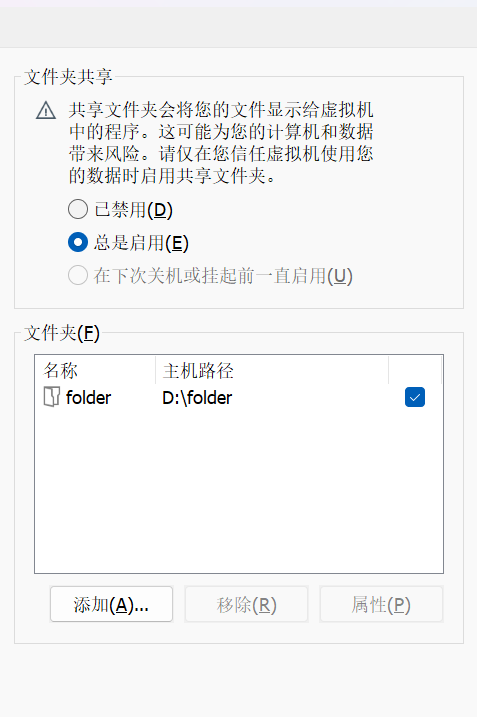 文件夹共享
共享文件夹会将您的文件显示给虚拟机
中的程序。这可能为您的计算机和数据
带来风险。请仅在您信任虚拟机使用您
的数据时启用共享文件夹。
已禁用(D)
总是启用(E)
在下次关机或挂起前一直启用(U)
文件夹(F)
名称 主机路径
folder D:\folder
添加(A)... 移除(R) 属性(P)